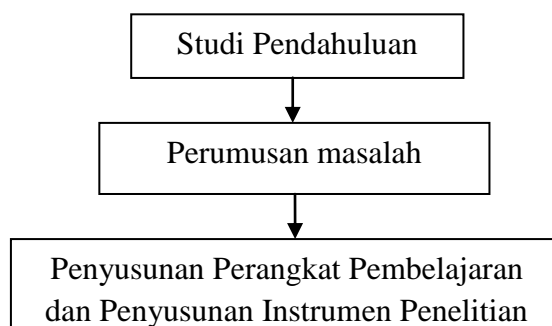 Studi Pendahuluan
Perumusan masalah
Penyusunan Perangkat Pembelajaran
dan Penyusunan Instrumen Penelitian